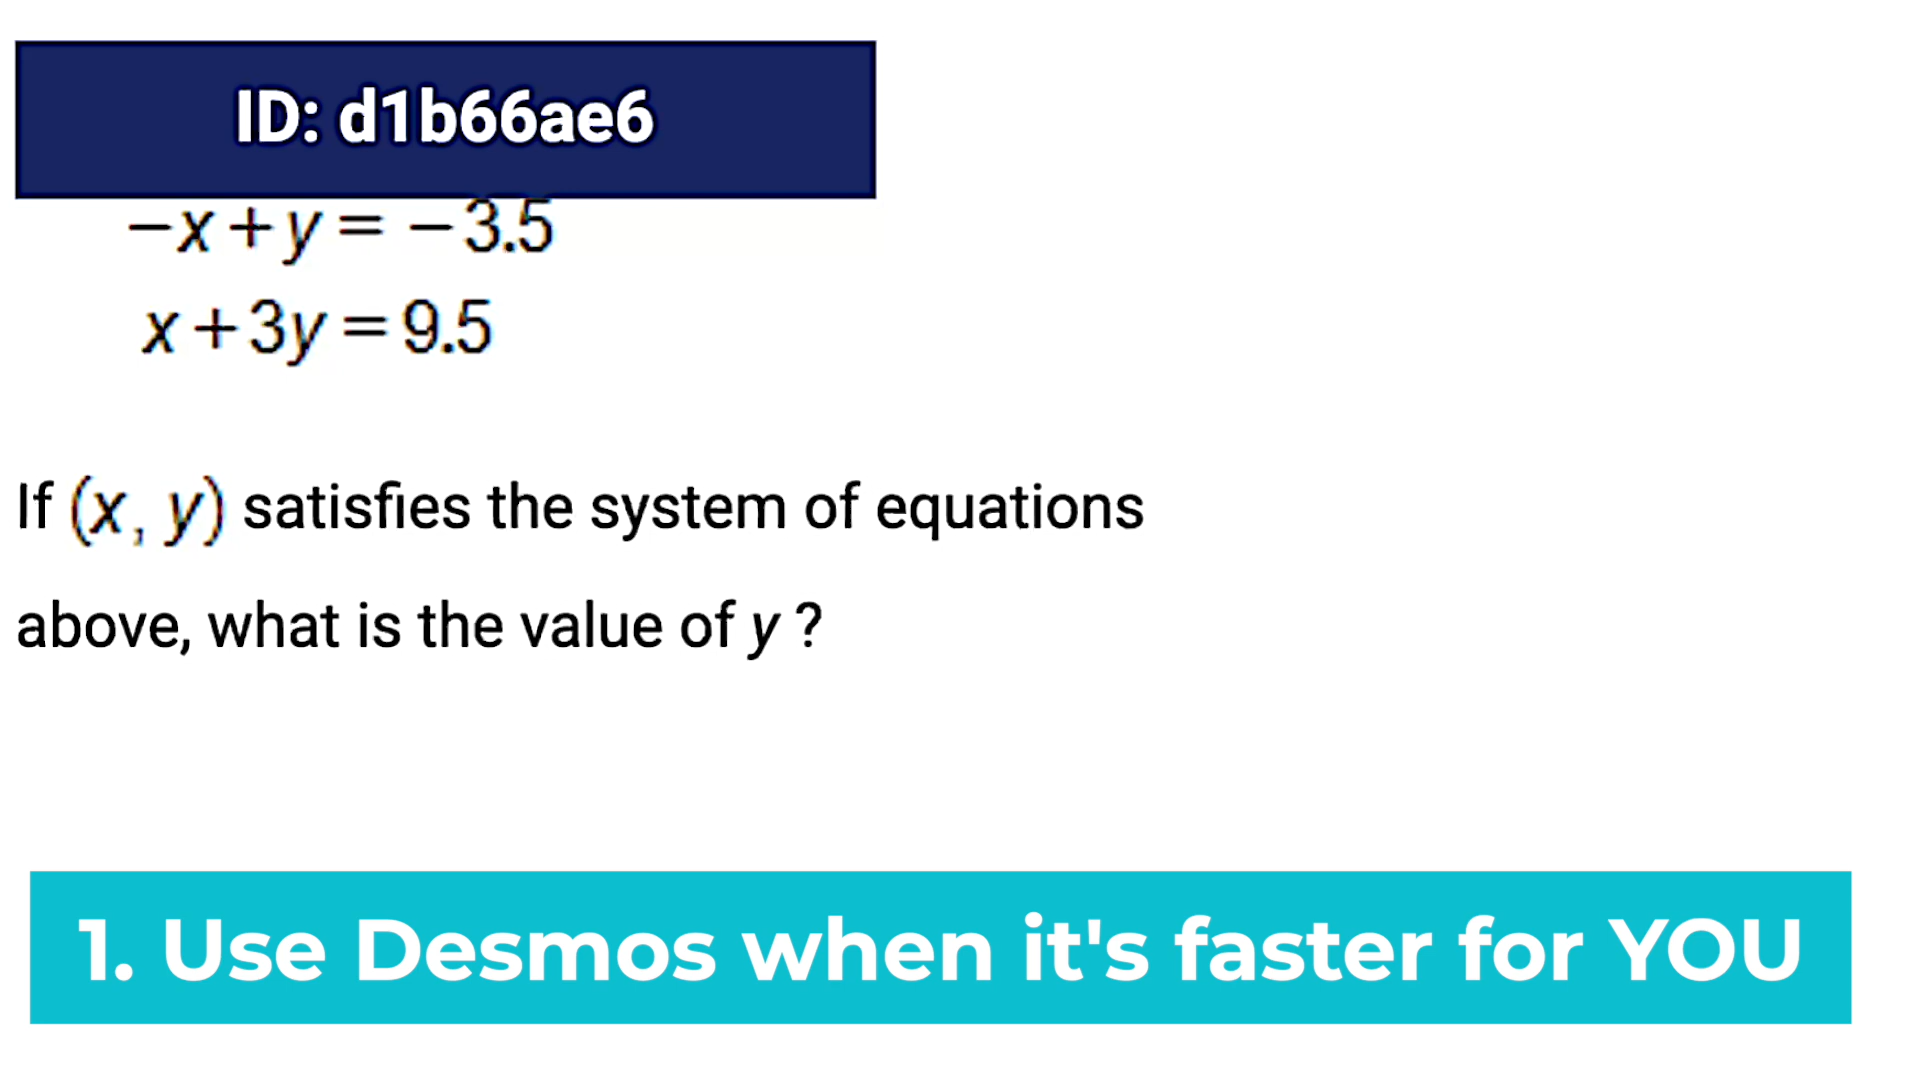 ID: d1b66ae6
−x+y=−3.5
x+3y=9.5
If (x, y) satisfies the system of equations
above, what is the value of y ?
1. Use Desmos when it's faster for YOU